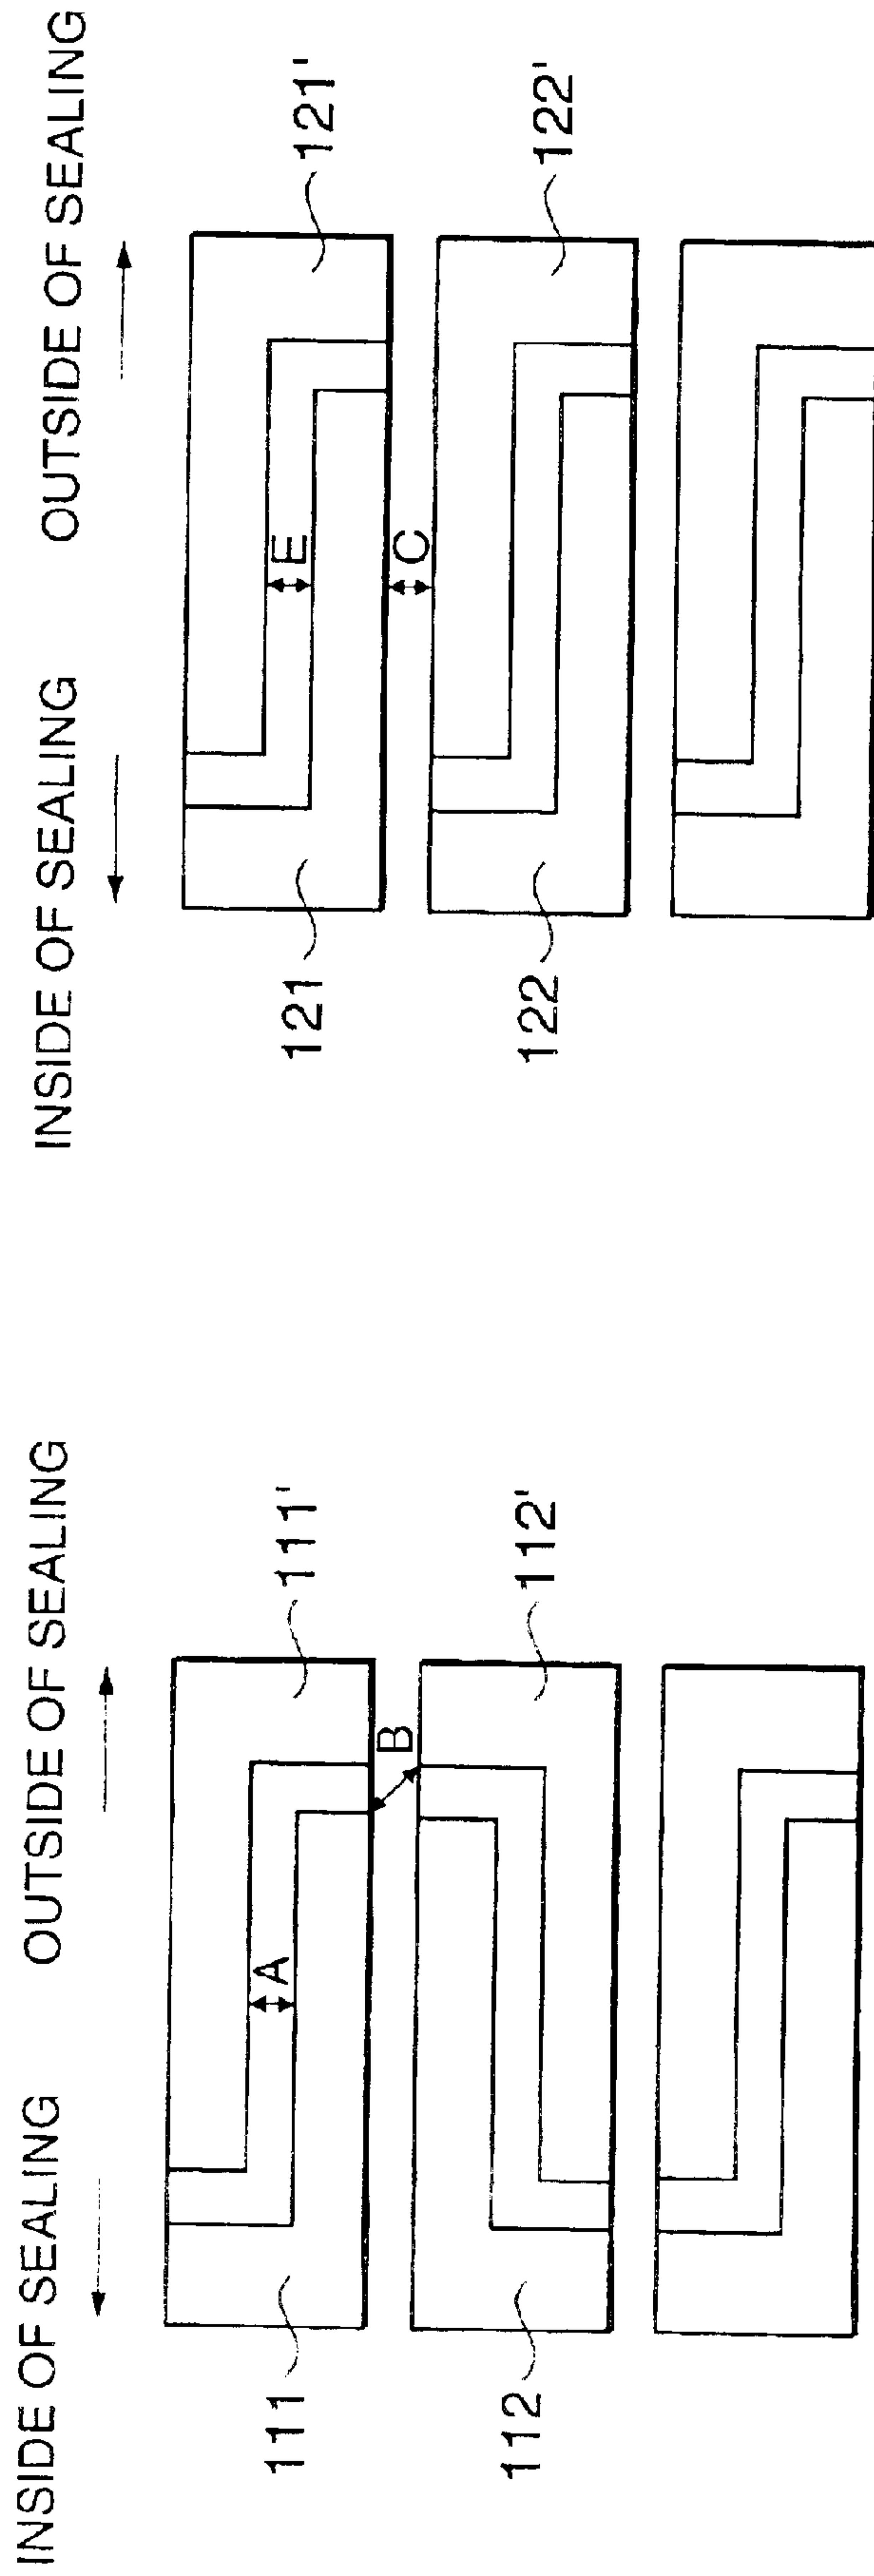 INSIDE OF SEALING
OUTSIDE OF SEALING
111
111'
A
B
112
112'
INSIDE OF SEALING
OUTSIDE OF SEALING
121
121'
E
C
122
122'